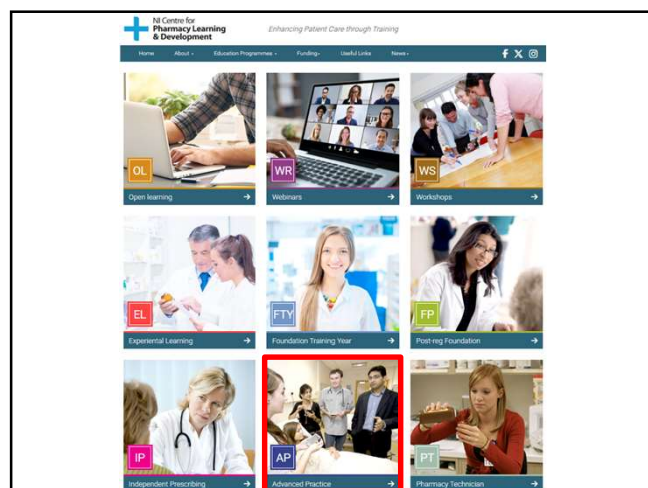 NI Centre for
Pharmacy Learning
& Development
Enhancing Patient Care through Training
Home About Education Programmes Funding Useful Links News
OL
Open learning
WR
Webinars
WS
Workshops
EL
Experiential Learning
FTY
Foundation Training Year
FP
Post-reg Foundation
IP
Independent Prescribing
AP
Advanced Practice
PT
Pharmacy Technician